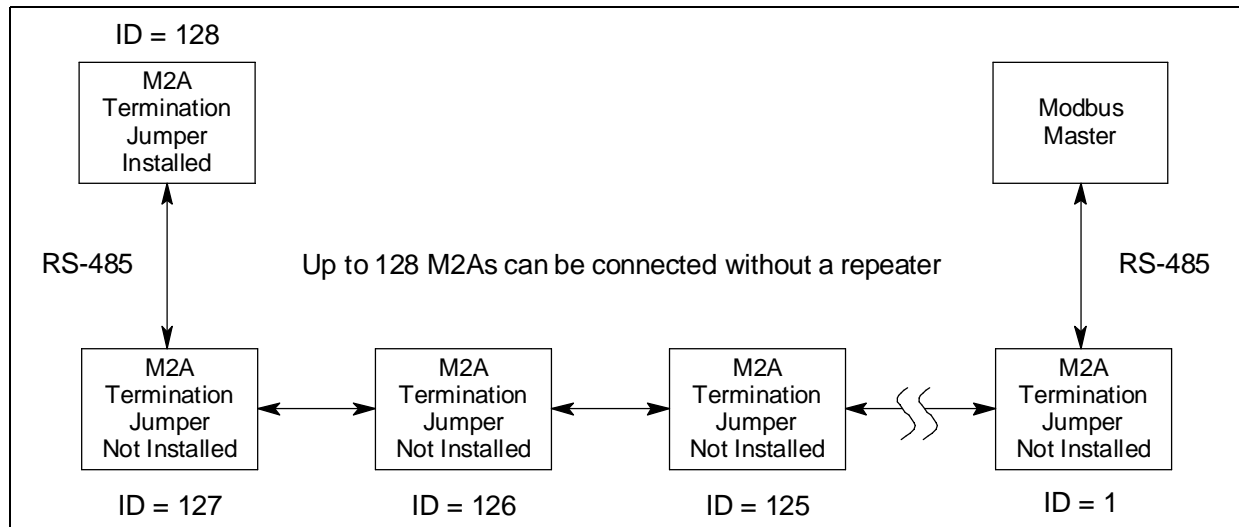 ID = 128
M2A
Termination
Jumper
Installed
Modbus
Master
RS-485
Up to 128 M2As can be connected without a repeater
RS-485
M2A
Termination
Jumper
Not Installed
M2A
Termination
Jumper
Not Installed
M2A
Termination
Jumper
Not Installed
M2A
Termination
Jumper
Not Installed
ID = 127
ID = 126
ID = 125
ID = 1